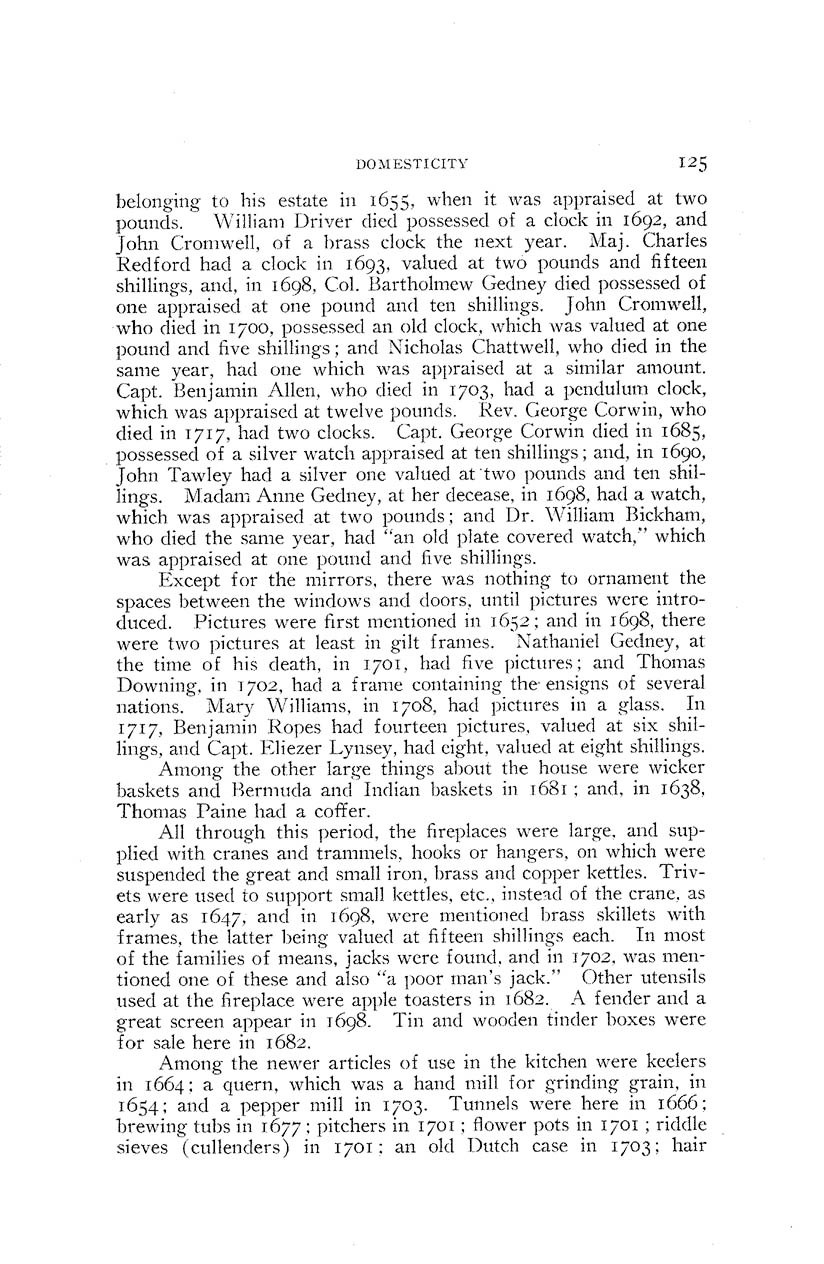 DOMESTICITY 125
belonging to his estate in 1655, when it was appraised at two
pounds. William Driver died possessed of a clock in 1692, and
John Cromwell, of a brass clock the next year. Maj. Charles
Redford had a clock in 1693, valued at two pounds and fifteen
shillings, and, in 1698, Col. Bartholmew Gedney died possessed of
one appraised at one pound and ten shillings. John Cromwell,
who died in 1700, possessed an old clock, which was valued at one
pound and five shillings; and Nicholas Chattwell, who died in the
same year, had one which was appraised at a similar amount.
Capt. Benjamin Allen, who died in 1703, had a pendulum clock,
which was appraised at twelve pounds. Rev. George Corwin, who
died in 1717, had two clocks. Capt. George Corwin died in 1685,
possessed of a silver watch appraised at ten shillings; and, in 1690,
John Tawley had a silver one valued at two pounds and ten shil-
lings. Madam Anne Gedney, at her decease, in 1698, had a watch,
which was appraised at two pounds; and Dr. William Bickham,
who died the same year, had "an old plate covered watch," which
was appraised at one pound and five shillings.
Except for the mirrors, there was nothing to ornament the
spaces between the windows and doors, until pictures were intro-
duced. Pictures were first mentioned in 1652; and in 1698, there
were two pictures at least in gilt frames. Nathaniel Gedney, at
the time of his death, in 1701, had five pictures; and Thomas
Downing, in 1702, had a frame containing the ensigns of several
nations. Mary Williams, in 1708, had pictures in a glass. In
1717, Benjamin Ropes had fourteen pictures, valued at six shil-
lings, and Capt. Eliezer Lynsey, had eight, valued at eight shillings.
Among the other large things about the house were wicker
baskets and Bermuda and Indian baskets in 1681; and, in 1638,
Thomas Paine had a coffer.
All through this period, the fireplaces were large, and sup-
plied with cranes and trammels, hooks or hangers, on which were
suspended the great and small iron, brass and copper kettles. Triv-
ets were used to support small kettles, etc., instead of the crane, as
early as 1647, and in 1698, were mentioned brass skillets with
frames, the latter being valued at fifteen shillings each. In most
of the families of means, jacks were found, and in 1702, was men-
tioned one of these and also "a poor man's jack." Other utensils
used at the fireplace were apple toasters in 1682. A fender and a
great screen appear in 1698. Tin and wooden tinder boxes were
for sale here in 1682.
Among the newer articles of use in the kitchen were keelers
in 1664; a quern, which was a hand mill for grinding grain, in
1654; and a pepper mill in 1703. Tunnels were here in 1666;
brewing tubs in 1677; pitchers in 1701; flower pots in 1701; riddle
sieves (cullenders) in 1701; an old Dutch case in 1703; hair